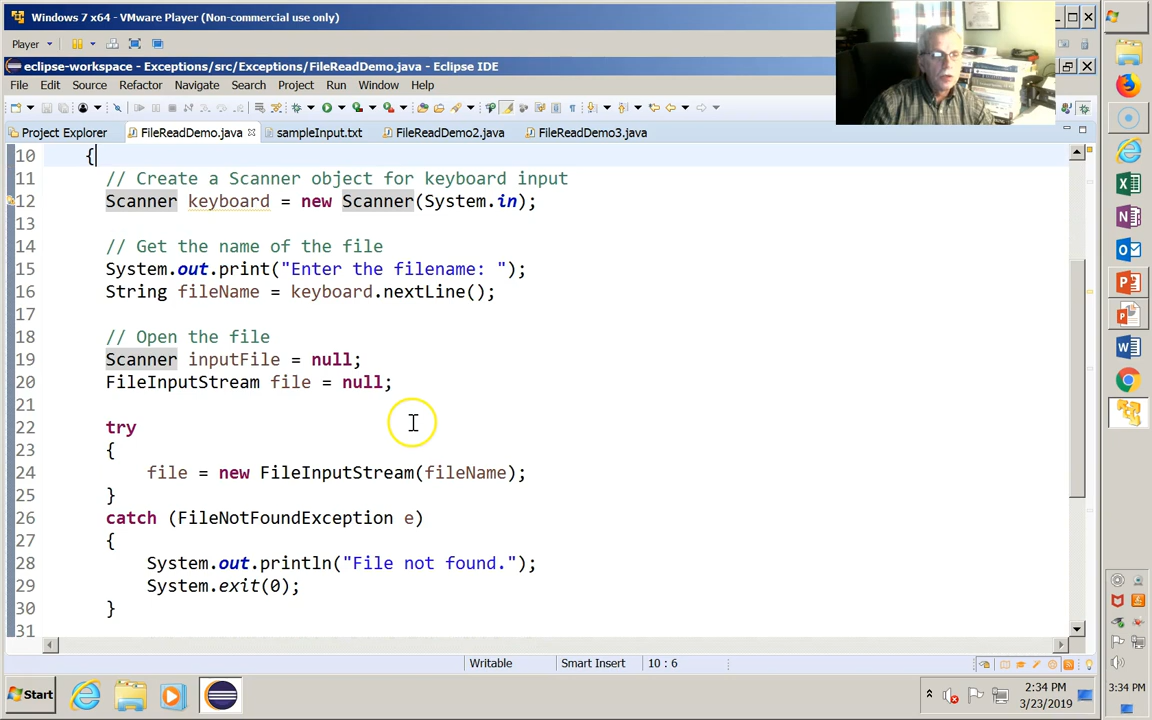 Windows 7 x64 - VMware Player (Non-commercial use only)
Player
eclipse-workspace - Exceptions/src/Exceptions/FileReadDemo.java - Eclipse IDE
File Edit Source Refactor Navigate Search Project Run Window Help
Project Explorer FileReadDemo.java sampleInput.txt FileReadDemo2.java FileReadDemo3.java
10 {
11 // Create a Scanner object for keyboard input
12 Scanner keyboard = new Scanner(System.in);
13
14 // Get the name of the file
15 System.out.print("Enter the filename: ");
16 String fileName = keyboard.nextLine();
17
18 // Open the file
19 Scanner inputFile = null;
20 FileInputStream file = null;
21
22 try
23 {
24 file = new FileInputStream(fileName);
25 }
26 catch (FileNotFoundException e)
27 {
28 System.out.println("File not found.");
29 System.exit(0);
30 }
31
Writable Smart Insert 10 : 6
Start
2:34 PM
3/23/2019
3:34 PM